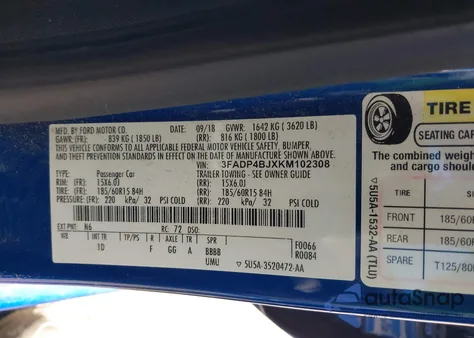 MFD. BY FORD MOTOR CO.
DATE: 09/18 GVWR: 1642 KG ( 3620 LB)
GAWR: (FR): 839 KG ( 1850 LB) (RR): 816 KG ( 1800 LB)
THIS VEHICLE CONFORMS TO ALL APPLICABLE FEDERAL MOTOR VEHICLE SAFETY, BUMPER,
AND THEFT PREVENTION STANDARDS IN EFFECT ON THE
DATE OF MANUFACTURE SHOWN ABOVE.
VIN: 3FADP4BJXKM102308
TYPE: Passenger Car TRAILER TOWING - SEE OWNER GUIDE
RIM: (FR): 15X6.0J (RR): 15X6.0J
TIRE: (FR): 185/60R15 84H (RR): 185/60R15 84H
PRESSURE: (FR): 220 kPa/ 32 PSI COLD (RR): 220 kPa/ 32 PSI COLD
EXT PNT: N6 RC: 72 DSO:
WB INT TR TP/PS R AXLE TR SPR
1D F GG A BBBB F0066
UMU R0084
▽5U5A-3520472-AA
▽5U5A-1532-AA (TLU)
TIRE
SEATING CA
The combined weigh
and cargo should
TIRE SI
FRONT 185/60
REAR 185/60
SPARE T125/80
autoSnap